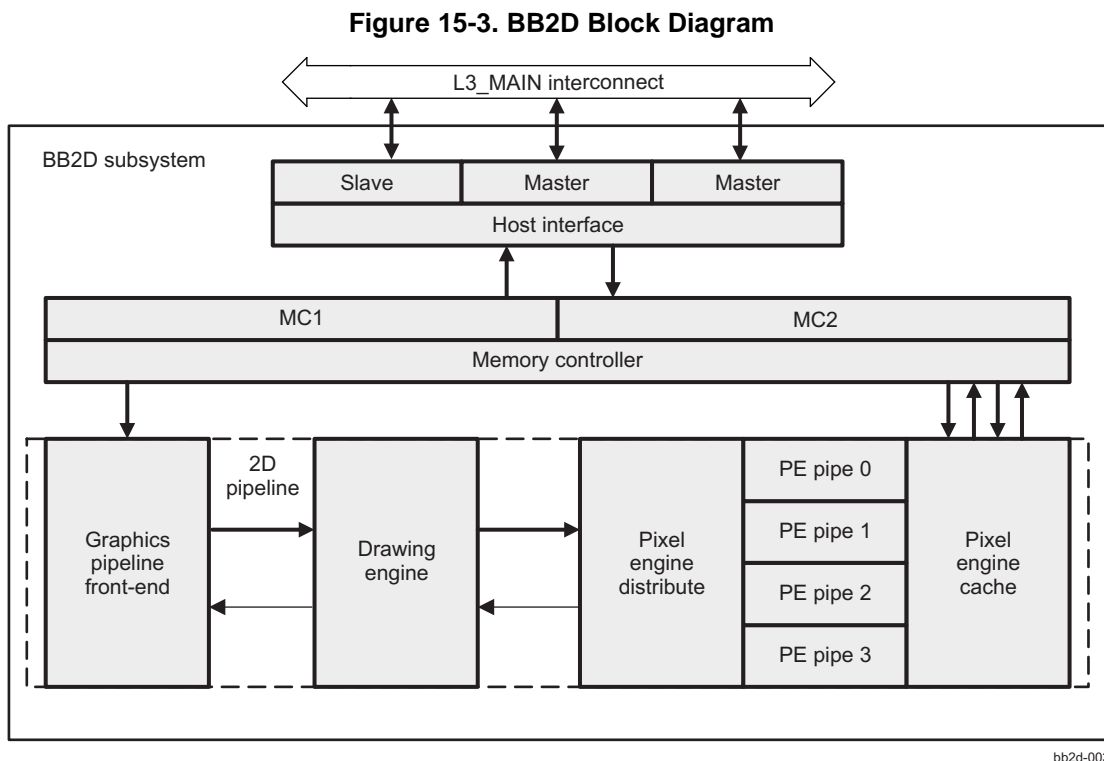 Figure 15-3. BB2D Block Diagram
L3_MAIN interconnect
BB2D subsystem
Slave
Master
Master
Host interface
MC1
MC2
Memory controller
2D
pipeline
Graphics
pipeline
front-end
Drawing
engine
Pixel
engine
distribute
PE pipe 0
PE pipe 1
PE pipe 2
PE pipe 3
Pixel
engine
cache